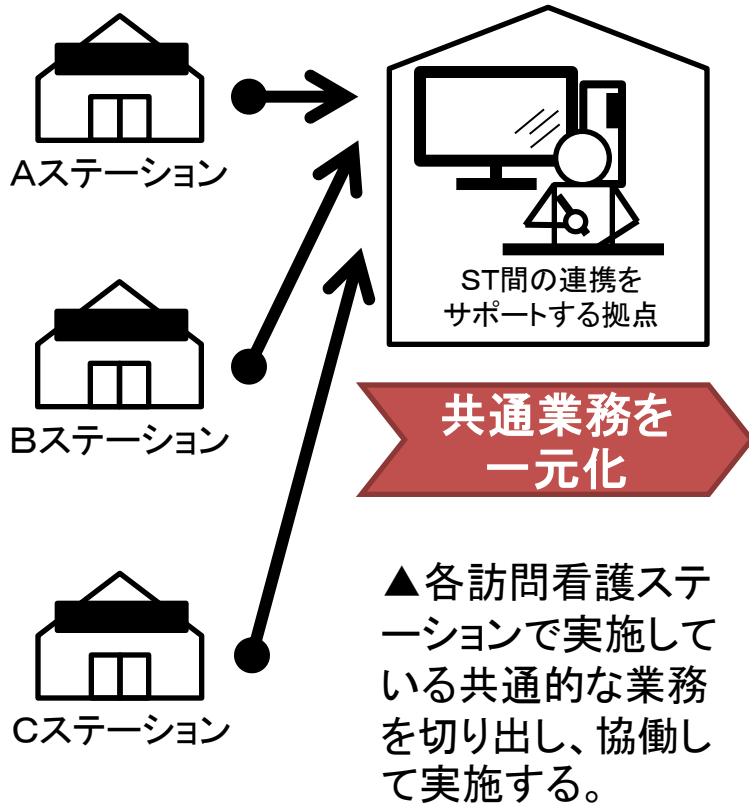 Aステーション
ST間の連携を
サポートする拠点
Bステーション
共通業務を
一元化
▲各訪問看護ステ
ーションで実施して
いる共通的な業務
を切り出し、協働し
て実施する。
Cステーション